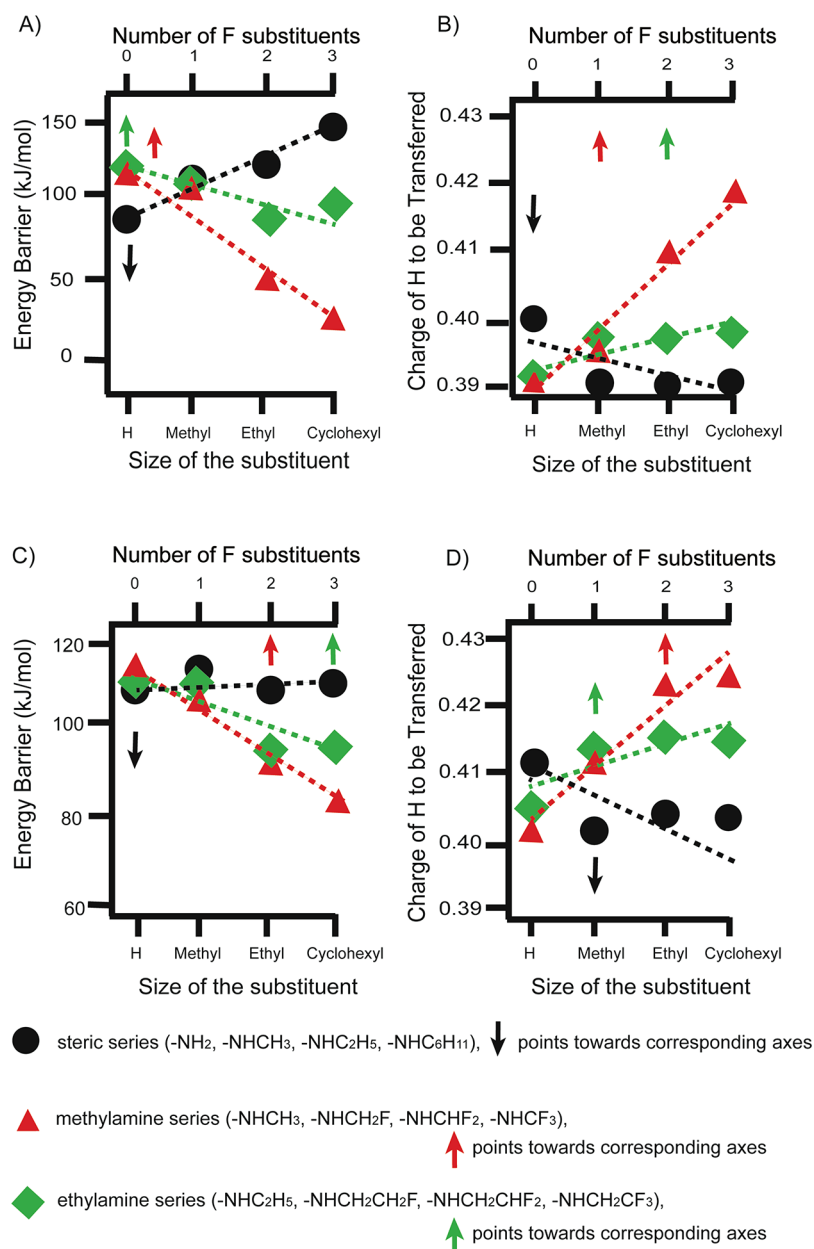 A)
Number of F substituents
0 1 2 3
Energy Barrier (kJ/mol)
150
100
50
0
H Methyl Ethyl Cyclohexyl
Size of the substituent
B)
Number of F substituents
0 1 2 3
Charge of H to be Transferred
0.43
0.42
0.41
0.40
0.39
H Methyl Ethyl Cyclohexyl
Size of the substituent
C)
Number of F substituents
0 1 2 3
Energy Barrier (kJ/mol)
120
100
80
60
H Methyl Ethyl Cyclohexyl
Size of the substituent
D)
Number of F substituents
0 1 2 3
Charge of H to be Transferred
0.43
0.42
0.41
0.40
0.39
H Methyl Ethyl Cyclohexyl
Size of the substituent
steric series (-NH2, -NHCH3, -NHC2H5, -NHC6H11), points towards corresponding axes
methylamine series (-NHCH3, -NHCH2F, -NHCHF2, -NHCF3),
points towards corresponding axes
ethylamine series (-NHC2H5, -NHCH2CH2F, -NHCH2CHF2, -NHCH2CF3),
points towards corresponding axes